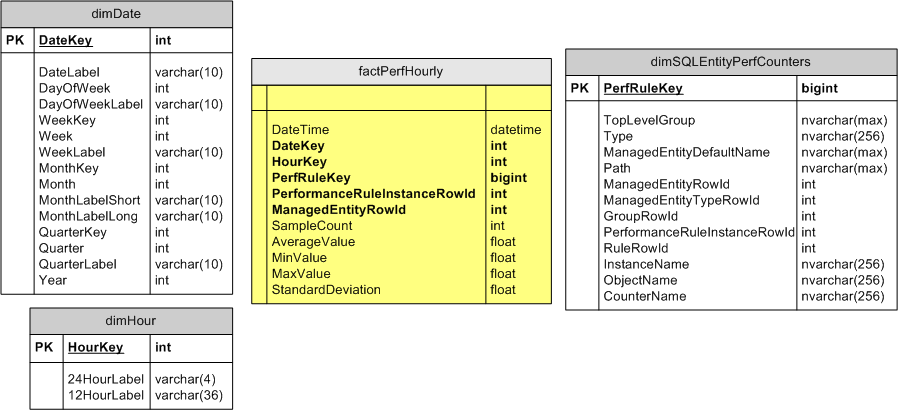 dimDate
PK DateKey int
DateLabel varchar(10)
DayOfWeek int
DayOfWeekLabel varchar(10)
WeekKey int
Week int
WeekLabel varchar(10)
MonthKey int
Month int
MonthLabelShort varchar(10)
MonthLabelLong varchar(10)
QuarterKey int
Quarter int
QuarterLabel varchar(10)
Year int
dimHour
PK HourKey int
24HourLabel varchar(4)
12HourLabel varchar(36)
factPerfHourly
DateTime datetime
DateKey int
HourKey int
PerfRuleKey bigint
PerformanceRuleInstanceRowId int
ManagedEntityRowId int
SampleCount int
AverageValue float
MinValue float
MaxValue float
StandardDeviation float
dimSQLEntityPerfCounters
PK PerfRuleKey bigint
TopLevelGroup nvarchar(max)
Type nvarchar(256)
ManagedEntityDefaultName nvarchar(max)
Path nvarchar(max)
ManagedEntityRowId int
ManagedEntityTypeRowId int
GroupRowId int
PerformanceRuleInstanceRowId int
RuleRowId int
InstanceName nvarchar(256)
ObjectName nvarchar(256)
CounterName nvarchar(256)